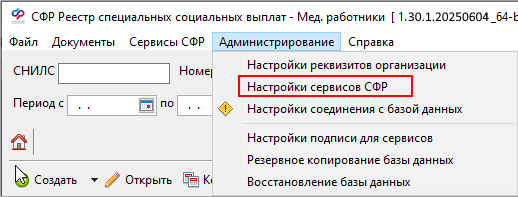 СФР Реестр специальных социальных выплат - Мед. работники [ 1.30.1.20250604_64-b
Файл Документы Сервисы СФР Администрирование Справка
СНИЛС Номер
Период с . . по . .
Настройки реквизитов организации
Настройки сервисов СФР
Настройки соединения с базой данных
Настройки подписи для сервисов
Резервное копирование базы данных
Восстановление базы данных
Создать Открыть Ко